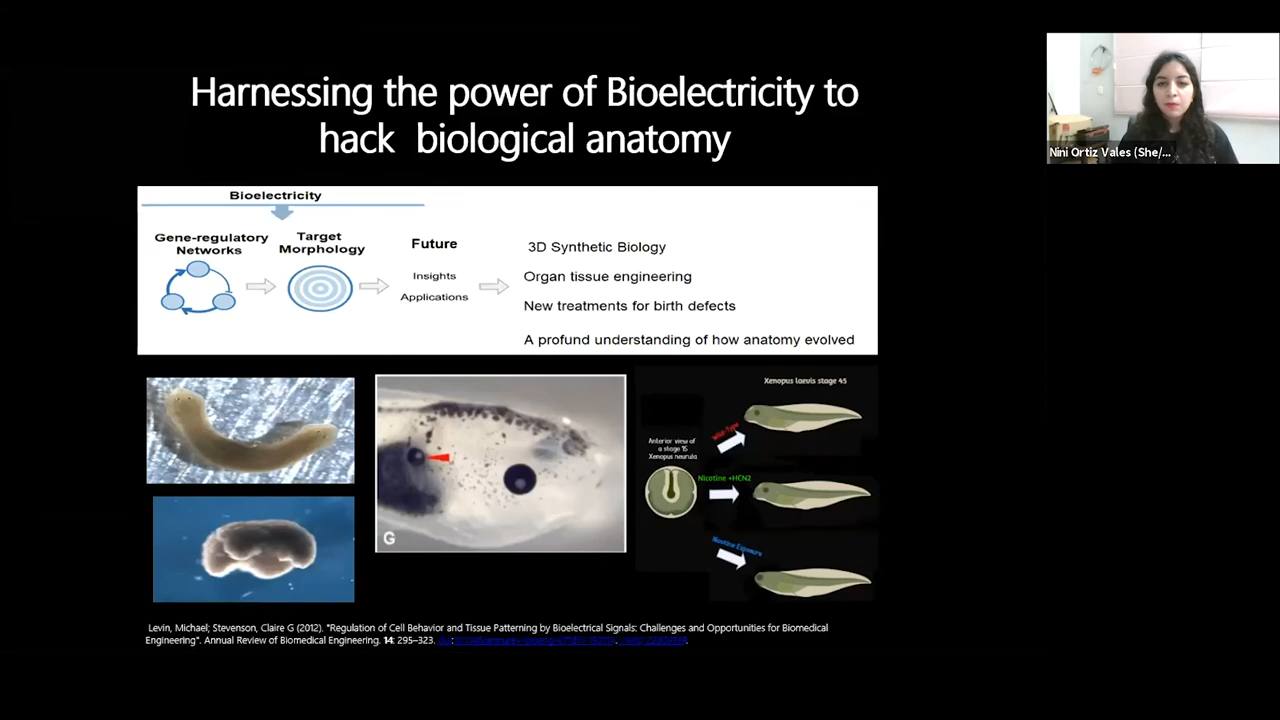 Harnessing the power of Bioelectricity to
hack biological anatomy
Nini Ortiz Vales (She/...
Bioelectricity
Gene-regulatory
Networks
Target
Morphology
Future
Insights
Applications
3D Synthetic Biology
Organ tissue engineering
New treatments for birth defects
A profund understanding of how anatomy evolved
G
Xenopus laevis stage 45
Anterior view of
a stage 15
Xenopus neurula
Wild-Type
Nicotine +HCN2
Nicotine Exposure
Levin, Michael; Stevenson, Claire G (2012). "Regulation of Cell Behavior and Tissue Patterning by Bioelectrical Signals: Challenges and Opportunities for Biomedical
Engineering". Annual Review of Biomedical Engineering. 14: 295–323.